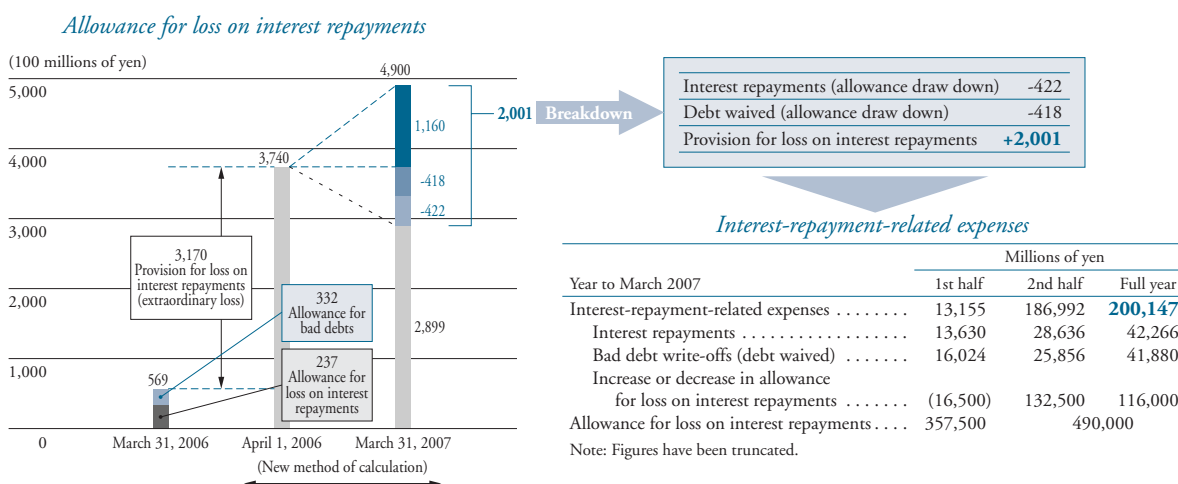 Allowance for loss on interest repayments
(100 millions of yen)
5,000
4,000
3,000
2,000
1,000
0
4,900
3,740
569
1,160
-418
-422
2,899
2,001
3,170
Provision for loss on
interest repayments
(extraordinary loss)
332
Allowance for
bad debts
237
Allowance for
loss on interest
repayments
March 31, 2006
April 1, 2006
March 31, 2007
(New method of calculation)
Breakdown
Interest repayments (allowance draw down) -422
Debt waived (allowance draw down) -418
Provision for loss on interest repayments +2,001
Interest-repayment-related expenses
Millions of yen
Year to March 2007 1st half 2nd half Full year
Interest-repayment-related expenses ........ 13,155 186,992 200,147
Interest repayments .................. 13,630 28,636 42,266
Bad debt write-offs (debt waived) ....... 16,024 25,856 41,880
Increase or decrease in allowance
for loss on interest repayments ....... (16,500) 132,500 116,000
Allowance for loss on interest repayments.... 357,500 490,000
Note: Figures have been truncated.